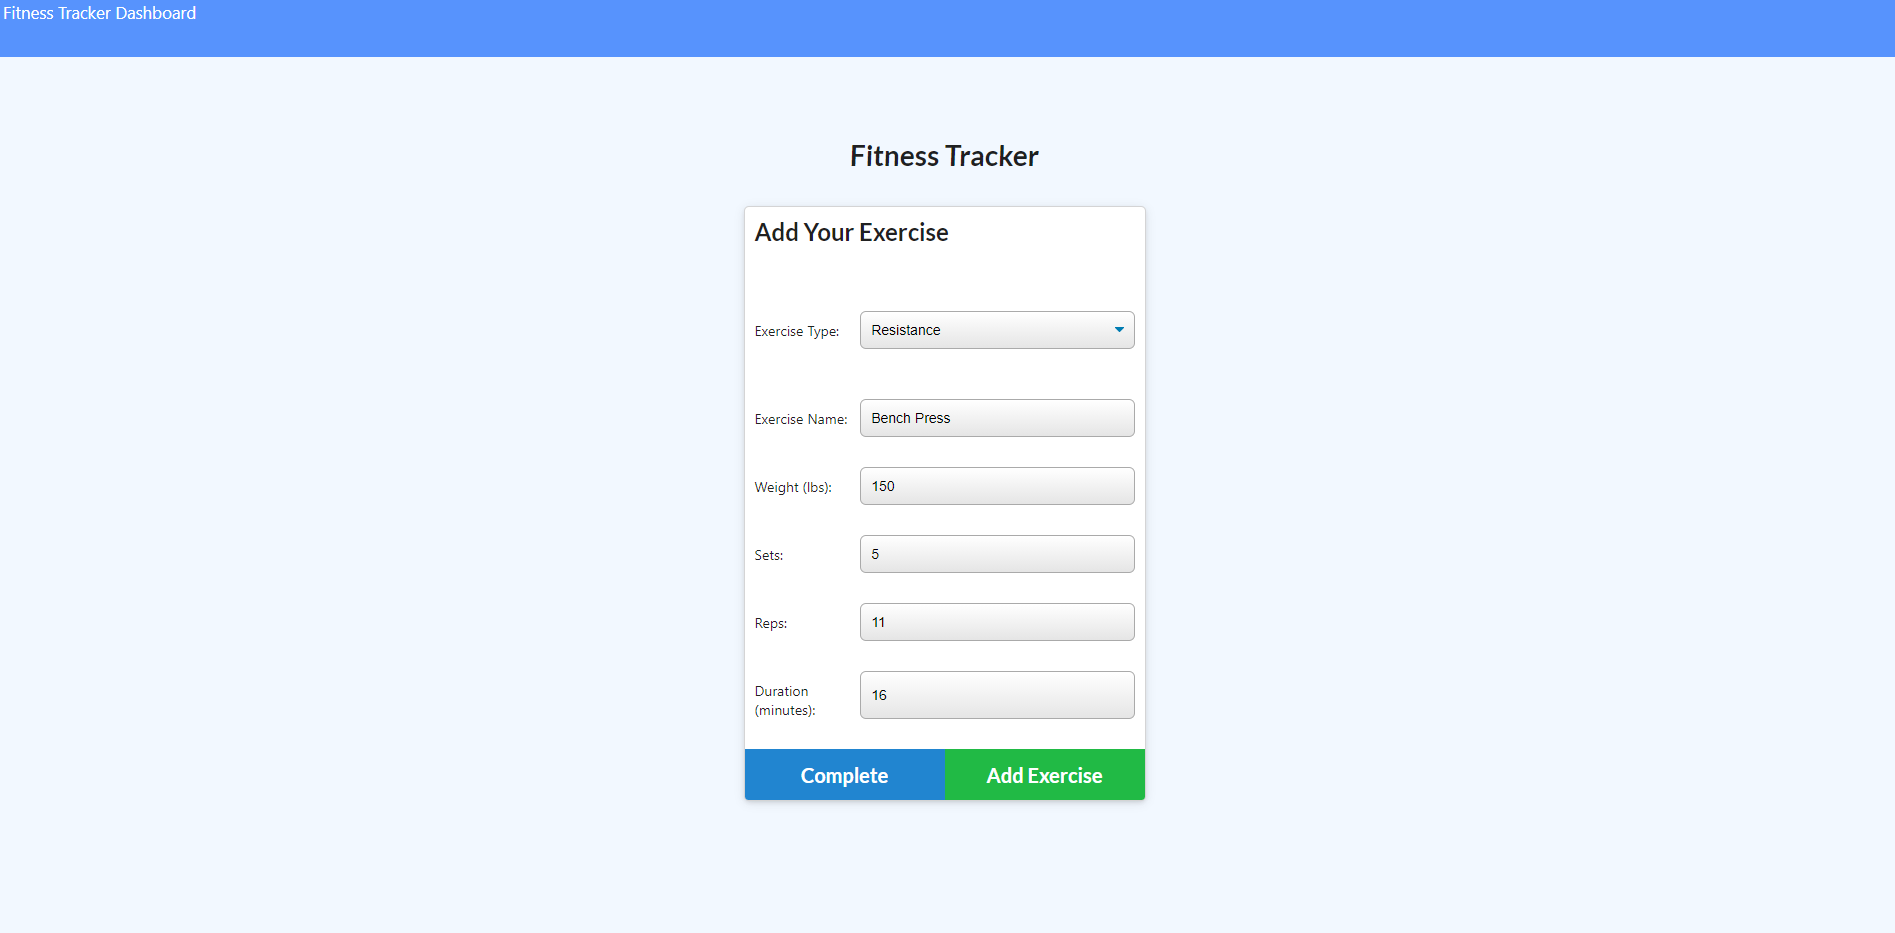 Fitness Tracker Dashboard
Fitness Tracker
Add Your Exercise
Exercise Type: Resistance
Exercise Name: Bench Press
Weight (lbs): 150
Sets: 5
Reps: 11
Duration
(minutes): 16
Complete Add Exercise